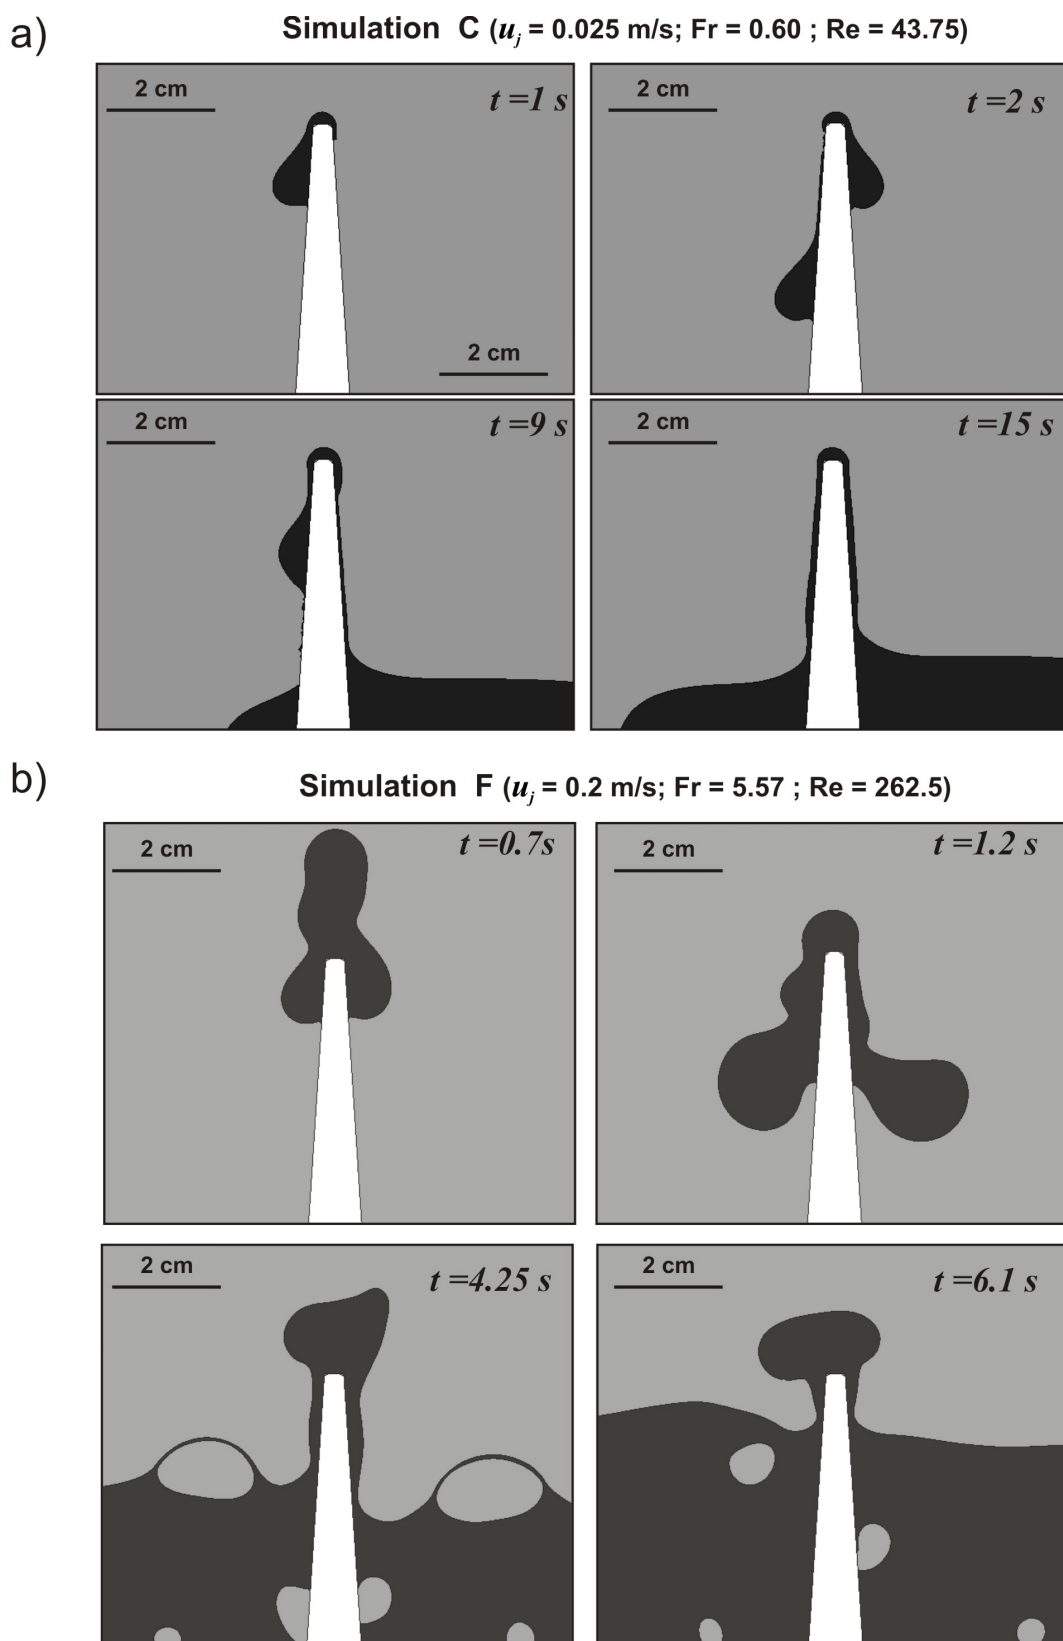 a)
Simulation C (uj = 0.025 m/s; Fr = 0.60 ; Re = 43.75)
2 cm
t =1 s
2 cm
t =2 s
2 cm
2 cm
t =9 s
2 cm
t =15 s
b)
Simulation F (uj = 0.2 m/s; Fr = 5.57 ; Re = 262.5)
2 cm
t =0.7s
2 cm
t =1.2 s
2 cm
t =4.25 s
2 cm
t =6.1 s